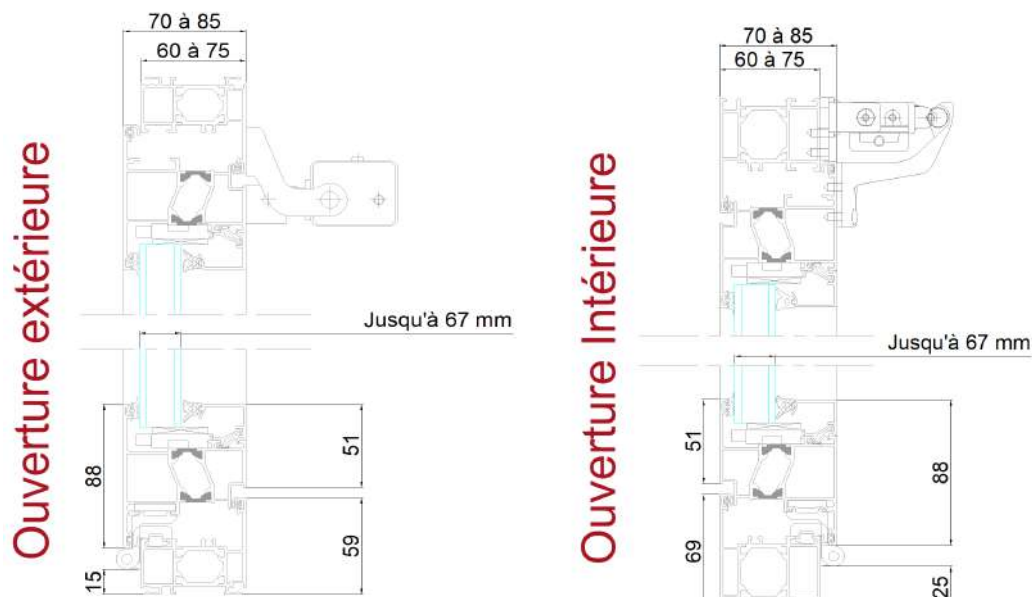 Ouverture extérieure
70 à 85
60 à 75
Jusqu'à 67 mm
88
51
59
15
Ouverture Intérieure
70 à 85
60 à 75
Jusqu'à 67 mm
51
88
69
25